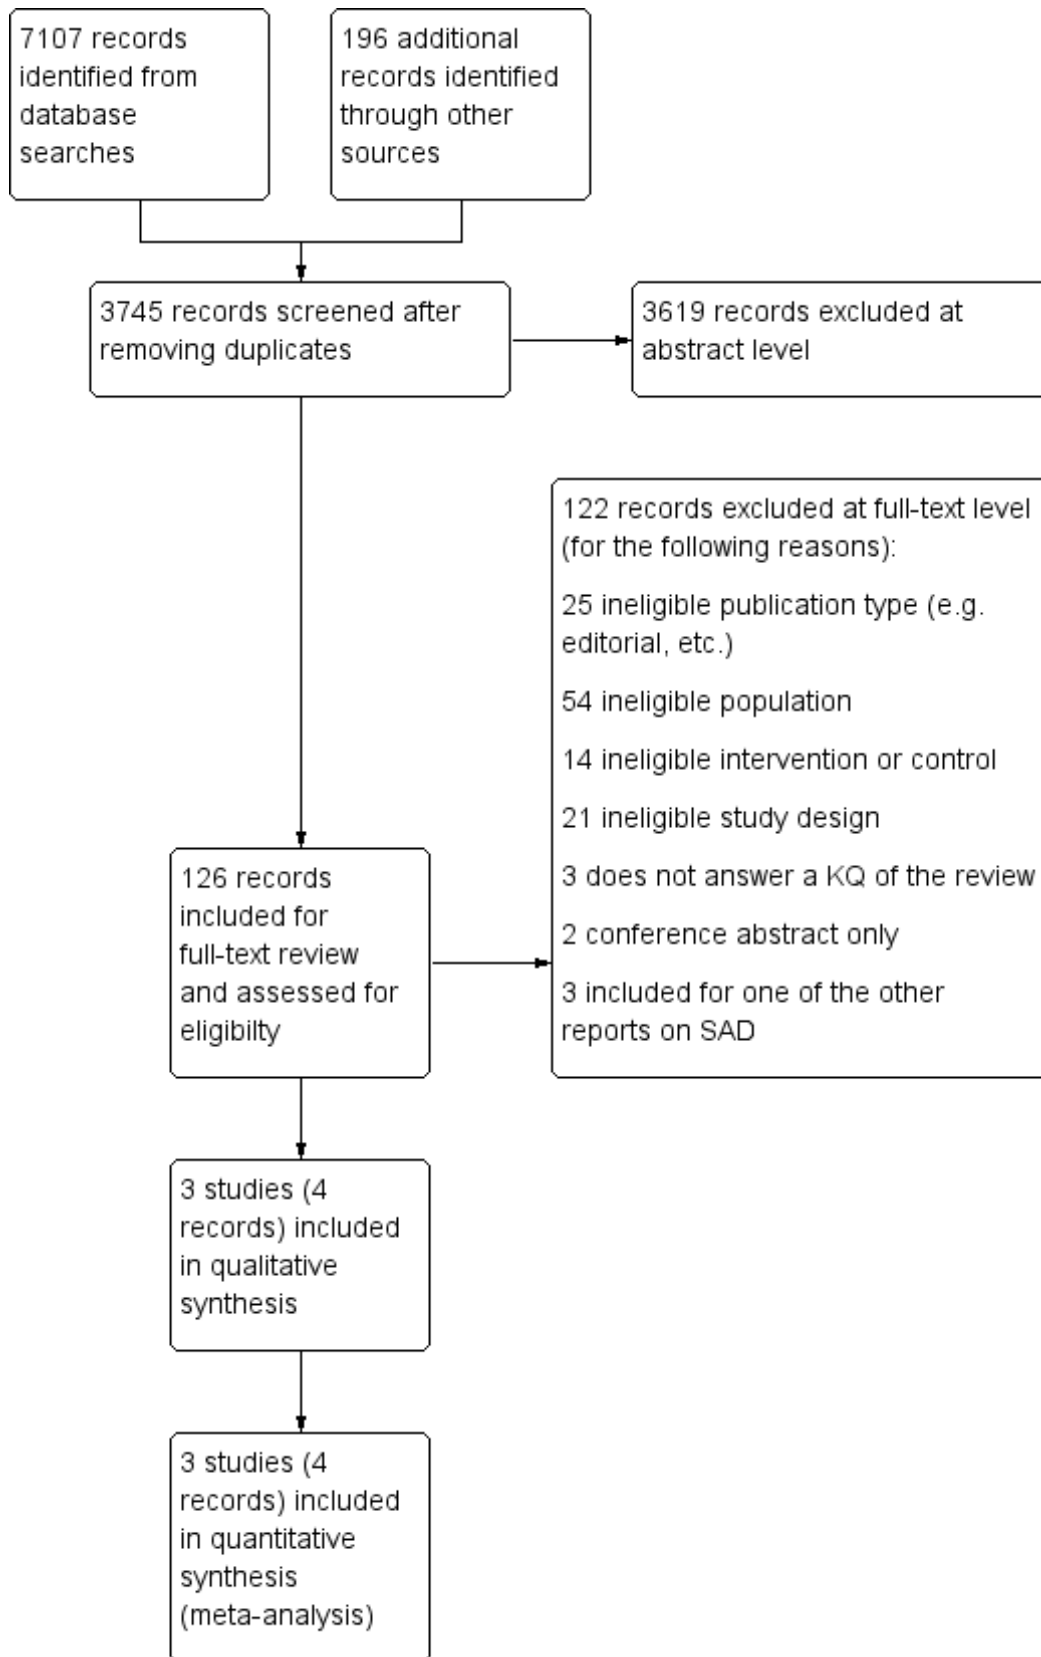 7107 records
identified from
database
searches
196 additional
records identified
through other
sources
3745 records screened after
removing duplicates
3619 records excluded at
abstract level
122 records excluded at full-text level
(for the following reasons):
25 ineligible publication type (e.g.
editorial, etc.)
54 ineligible population
14 ineligible intervention or control
21 ineligible study design
3 does not answer a KQ of the review
2 conference abstract only
3 included for one of the other
reports on SAD
126 records
included for
full-text review
and assessed for
eligibilty
3 studies (4
records) included
in qualitative
synthesis
3 studies (4
records) included
in quantitative
synthesis
(meta-analysis)